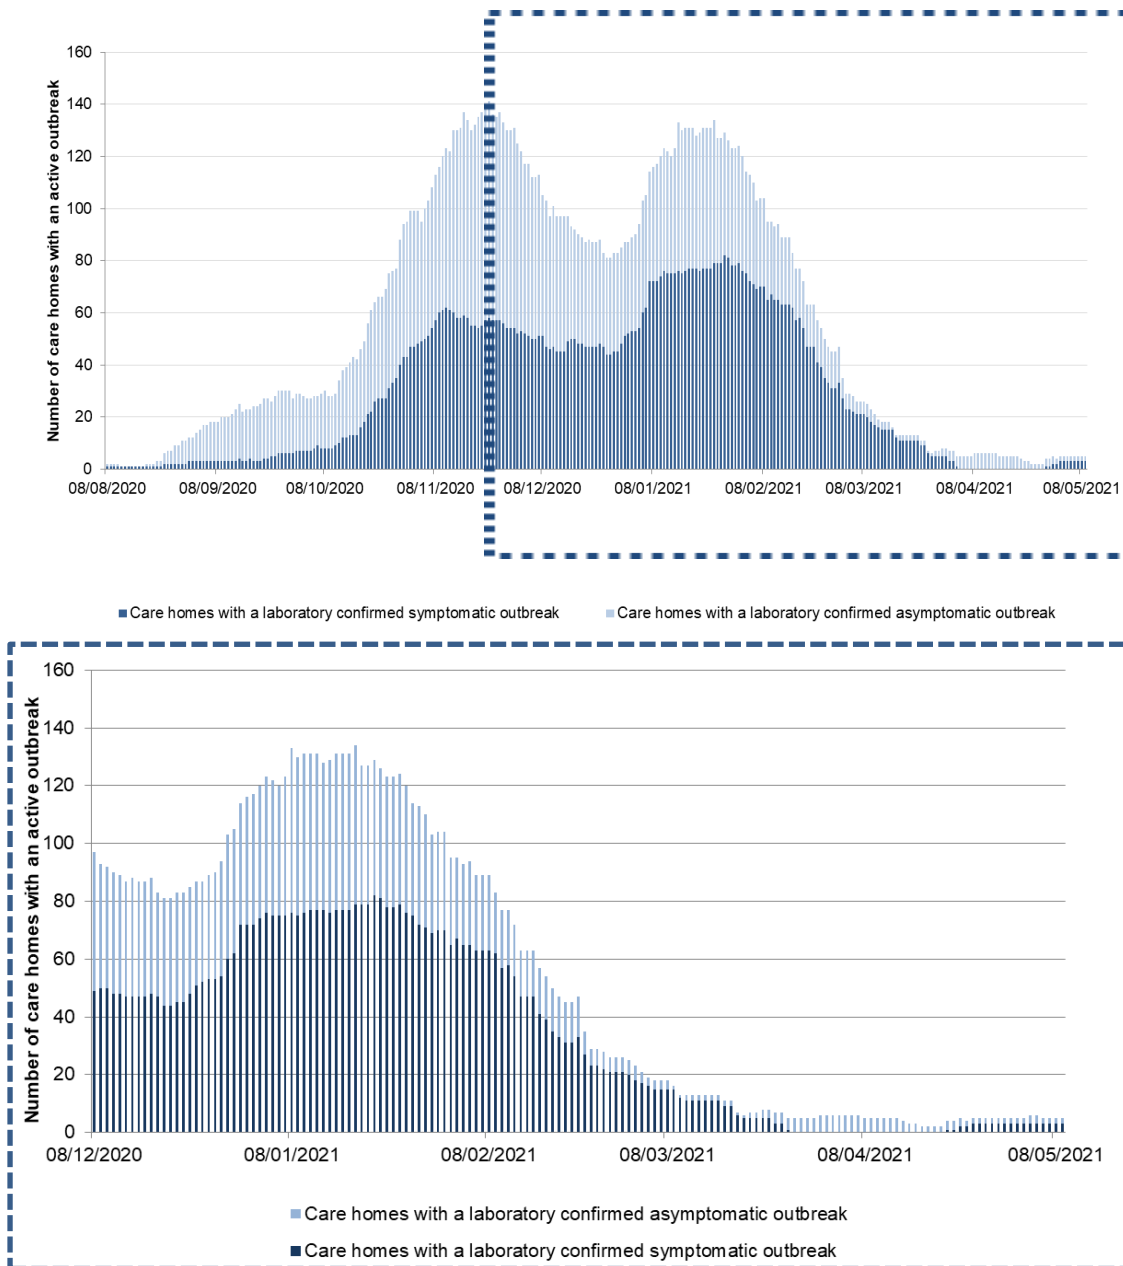 Number of care homes with an active outbreak
160
140
120
100
80
60
40
20
0
08/08/2020 08/09/2020 08/10/2020 08/11/2020 08/12/2020 08/01/2021 08/02/2021 08/03/2021 08/04/2021 08/05/2021
Care homes with a laboratory confirmed symptomatic outbreak Care homes with a laboratory confirmed asymptomatic outbreak
Number of care homes with an active outbreak
160
140
120
100
80
60
40
20
0
08/12/2020 08/01/2021 08/02/2021 08/03/2021 08/04/2021 08/05/2021
Care homes with a laboratory confirmed asymptomatic outbreak
Care homes with a laboratory confirmed symptomatic outbreak